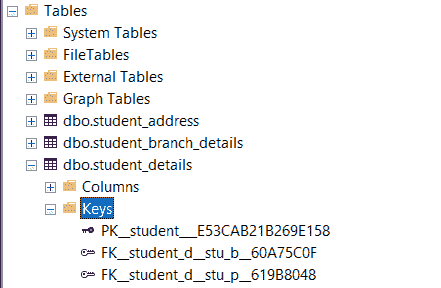 Tables
System Tables
FileTables
External Tables
Graph Tables
dbo.student_address
dbo.student_branch_details
dbo.student_details
Columns
Keys
PK__student___E53CAB21B269E158
FK__student_d__stu_b__60A75C0F
FK__student_d__stu_p__619B8048